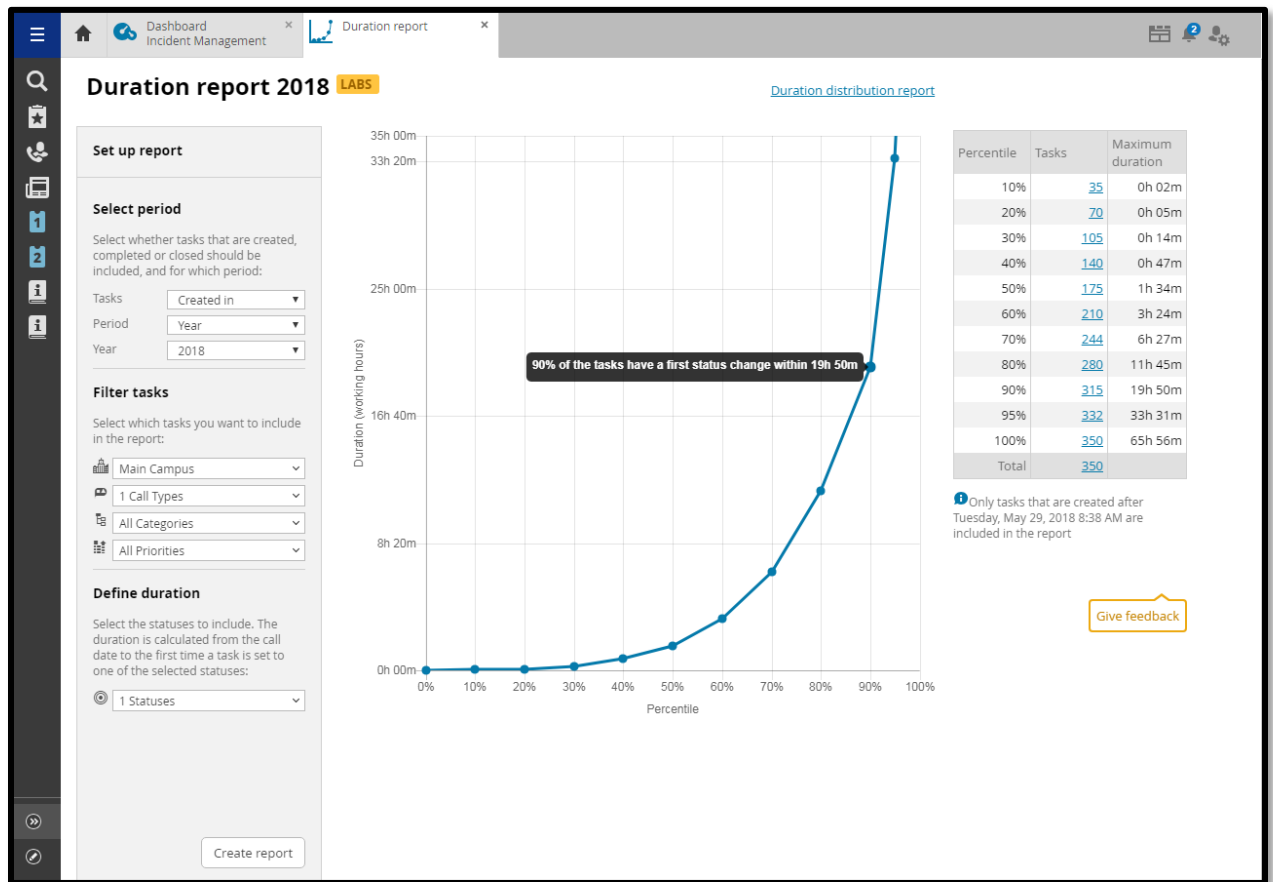 Dashboard
Incident Management
×
Duration report
×
2
Duration report 2018 LABS
Duration distribution report
1
2
Set up report
Select period
Select whether tasks that are created,
completed or closed should be
included, and for which period:
Tasks Created in
Period Year
Year 2018
Filter tasks
Select which tasks you want to include
in the report:
Main Campus
1 Call Types
All Categories
All Priorities
Define duration
Select the statuses to include. The
duration is calculated from the call
date to the first time a task is set to
one of the selected statuses:
1 Statuses
Create report
35h 00m
33h 20m
25h 00m
16h 40m
8h 20m
0h 00m
Duration (working hours)
90% of the tasks have a first status change within 19h 50m
0% 10% 20% 30% 40% 50% 60% 70% 80% 90% 100%
Percentile
Percentile Tasks Maximum duration
10% 35 0h 02m
20% 70 0h 05m
30% 105 0h 14m
40% 140 0h 47m
50% 175 1h 34m
60% 210 3h 24m
70% 244 6h 27m
80% 280 11h 45m
90% 315 19h 50m
95% 332 33h 31m
100% 350 65h 56m
Total 350
Only tasks that are created after
Tuesday, May 29, 2018 8:38 AM are
included in the report
Give feedback